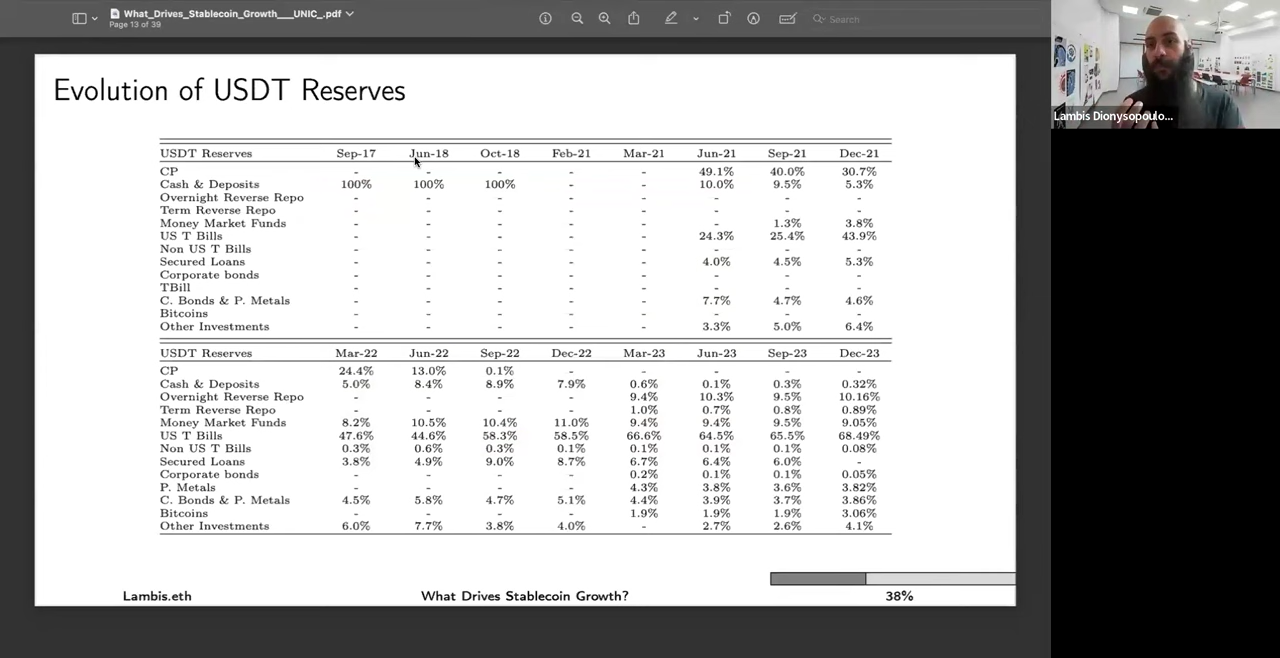 What_Drives_Stablecoin_Growth___UNIC_.pdf
Page 13 of 39
Search
Lambis Dionysopoulo...
Evolution of USDT Reserves
USDT Reserves Sep-17 Jun-18 Oct-18 Feb-21 Mar-21 Jun-21 Sep-21 Dec-21
CP - - - - - 49.1% 40.0% 30.7%
Cash & Deposits 100% 100% 100% - - 10.0% 9.5% 5.3%
Overnight Reverse Repo - - - - - - - -
Term Reverse Repo - - - - - - - -
Money Market Funds - - - - - - 1.3% 3.8%
US T Bills - - - - - 24.3% 25.4% 43.9%
Non US T Bills - - - - - - - -
Secured Loans - - - - - 4.0% 4.5% 5.3%
Corporate bonds - - - - - - - -
TBill - - - - - - - -
C. Bonds & P. Metals - - - - - 7.7% 4.7% 4.6%
Bitcoins - - - - - - - -
Other Investments - - - - - 3.3% 5.0% 6.4%
USDT Reserves Mar-22 Jun-22 Sep-22 Dec-22 Mar-23 Jun-23 Sep-23 Dec-23
CP 24.4% 13.0% 0.1% - - - - -
Cash & Deposits 5.0% 8.4% 8.9% 7.9% 0.6% 0.1% 0.3% 0.32%
Overnight Reverse Repo - - - - 9.4% 10.3% 9.5% 10.16%
Term Reverse Repo - - - - 1.0% 0.7% 0.8% 0.89%
Money Market Funds 8.2% 10.5% 10.4% 11.0% 9.4% 9.4% 9.5% 9.05%
US T Bills 47.6% 44.6% 58.3% 58.5% 66.6% 64.5% 65.5% 68.49%
Non US T Bills 0.3% 0.6% 0.3% 0.1% 0.1% 0.1% 0.1% 0.08%
Secured Loans 3.8% 4.9% 9.0% 8.7% 6.7% 6.4% 6.0% -
Corporate bonds - - - - 0.2% 0.1% 0.1% 0.05%
P. Metals - - - - 4.3% 3.8% 3.6% 3.82%
C. Bonds & P. Metals 4.5% 5.8% 4.7% 5.1% 4.4% 3.9% 3.7% 3.86%
Bitcoins - - - - 1.9% 1.9% 1.9% 3.06%
Other Investments 6.0% 7.7% 3.8% 4.0% - 2.7% 2.6% 4.1%
Lambis.eth What Drives Stablecoin Growth? 38%